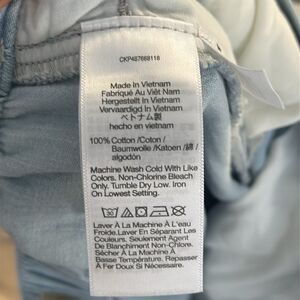 CKP487668118
Made In Vietnam
Fabriqué Au Viêt Nam
Hergestellt In Vietnam
Vervaardigd In Vietnam
ベトナム製
hecho en vietnam
100% Cotton /Coton /
Baumwolle /Katoen /綿 /
algodón
Machine Wash Cold With Like
Colors. Non-Chlorine Bleach
Only. Tumble Dry Low. Iron
On Lowest Setting.
Laver À La Machine À L'eau
Froide.Laver En Séparant Les
Couleurs. Seulement Agent
De Blanchiment Non-Chlore.
Sécher À La Machine À
Basse Température. Repasser
À Fer Doux Si Nécessaire.